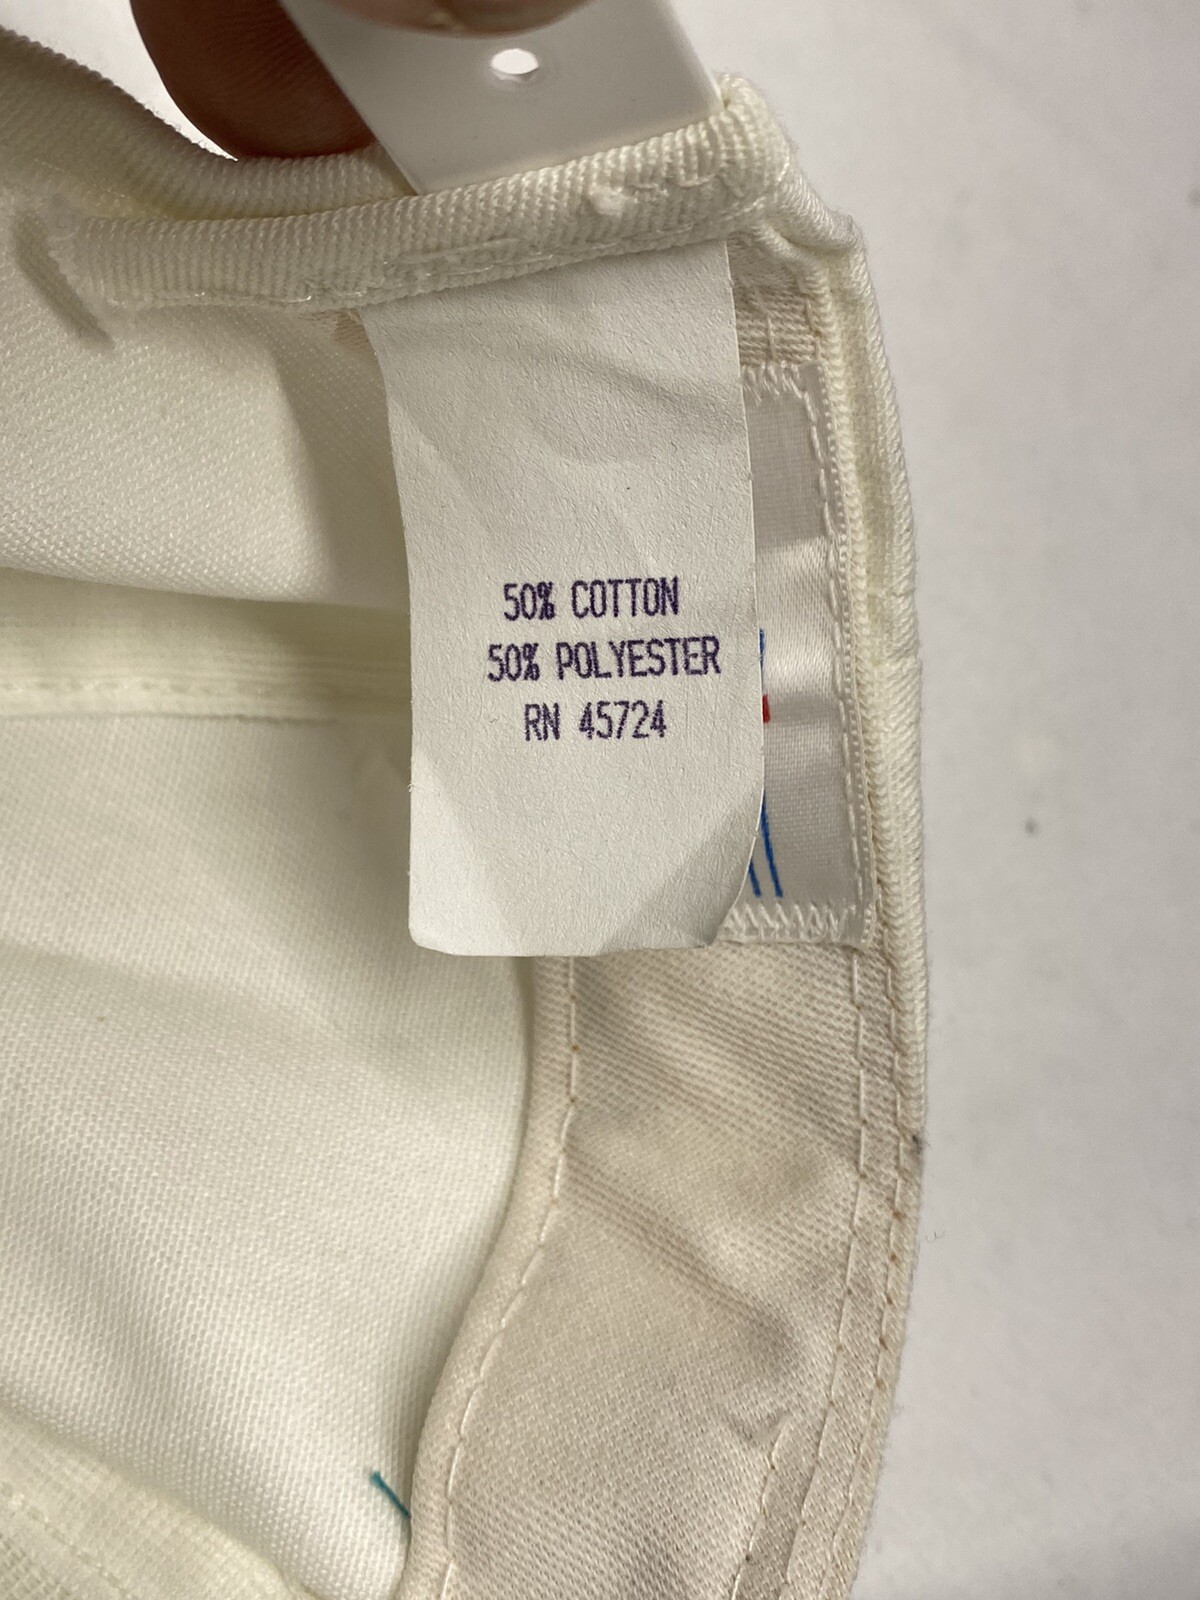 50% COTTON
50% POLYESTER
RN 45724